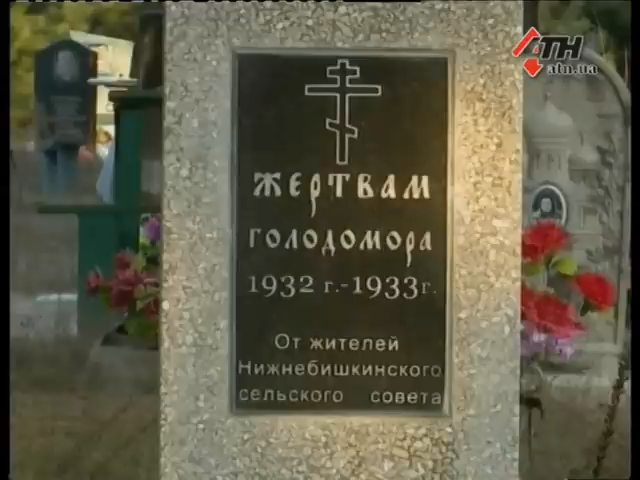 АТН
atn.ua
ЖЕРТВАМ
ГОЛОДОМОРА
1932 г.-1933г.
От жителей
Нижнебишкинского
сельского совета